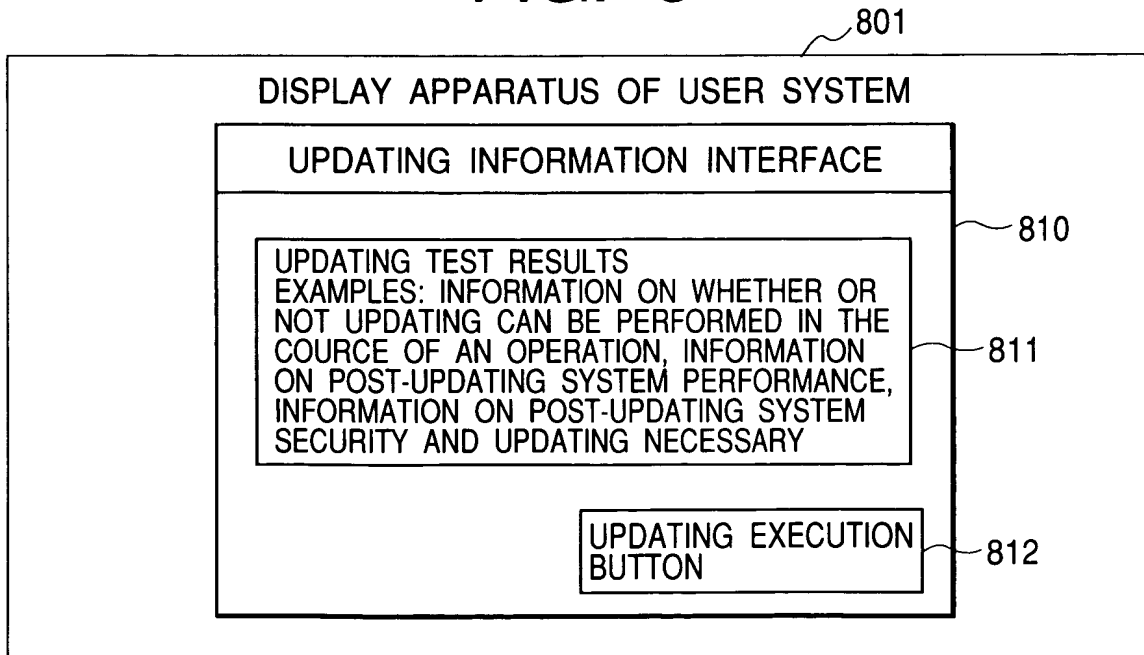 801
DISPLAY APPARATUS OF USER SYSTEM
UPDATING INFORMATION INTERFACE
810
UPDATING TEST RESULTS
EXAMPLES: INFORMATION ON WHETHER OR
NOT UPDATING CAN BE PERFORMED IN THE
COURCE OF AN OPERATION, INFORMATION
ON POST-UPDATING SYSTEM PERFORMANCE,
INFORMATION ON POST-UPDATING SYSTEM
SECURITY AND UPDATING NECESSARY
811
UPDATING EXECUTION
BUTTON
812